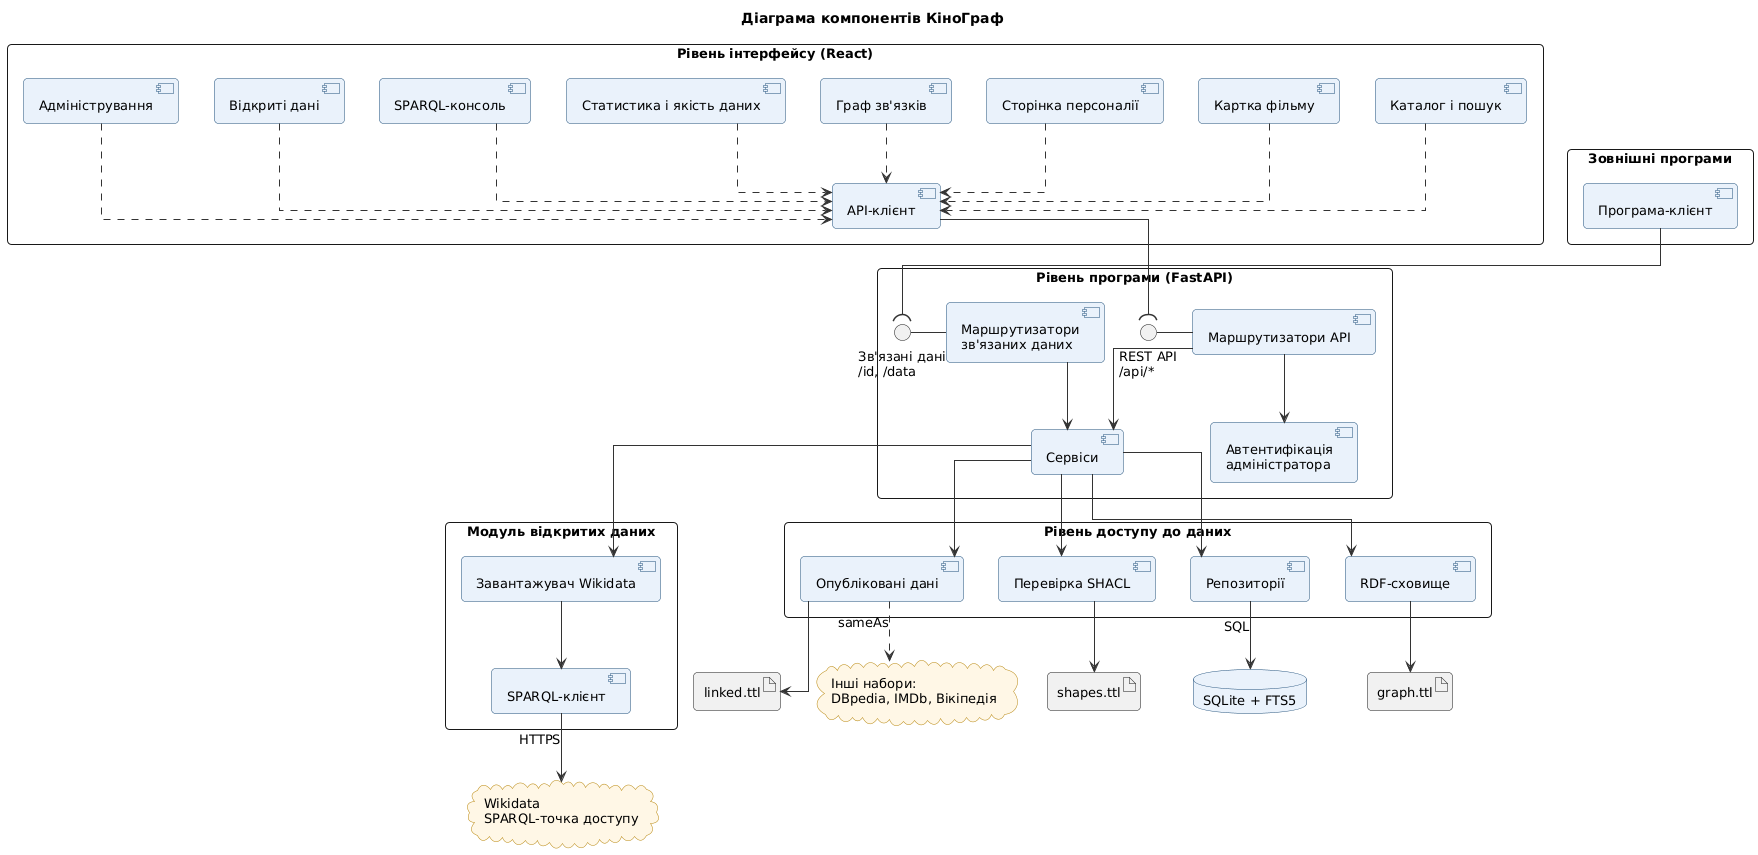 Діаграма компонентів КіноГраф
Рівень інтерфейсу (React)
Адміністрування
Відкриті дані
SPARQL-консоль
Статистика і якість даних
Граф зв'язків
Сторінка персоналії
Картка фільму
Каталог і пошук
API-клієнт
Зовнішні програми
Програма-клієнт
Рівень програми (FastAPI)
Маршрутизатори
зв'язаних даних
Маршрутизатори API
Зв'язані дані
/id, /data
REST API
/api/*
Сервіси
Автентифікація
адміністратора
Модуль відкритих даних
Завантажувач Wikidata
SPARQL-клієнт
Рівень доступу до даних
Опубліковані дані
Перевірка SHACL
Репозиторії
RDF-сховище
sameAs
SQL
linked.ttl
Інші набори:
DBpedia, IMDb, Вікіпедія
shapes.ttl
SQLite + FTS5
graph.ttl
HTTPS
Wikidata
SPARQL-точка доступу